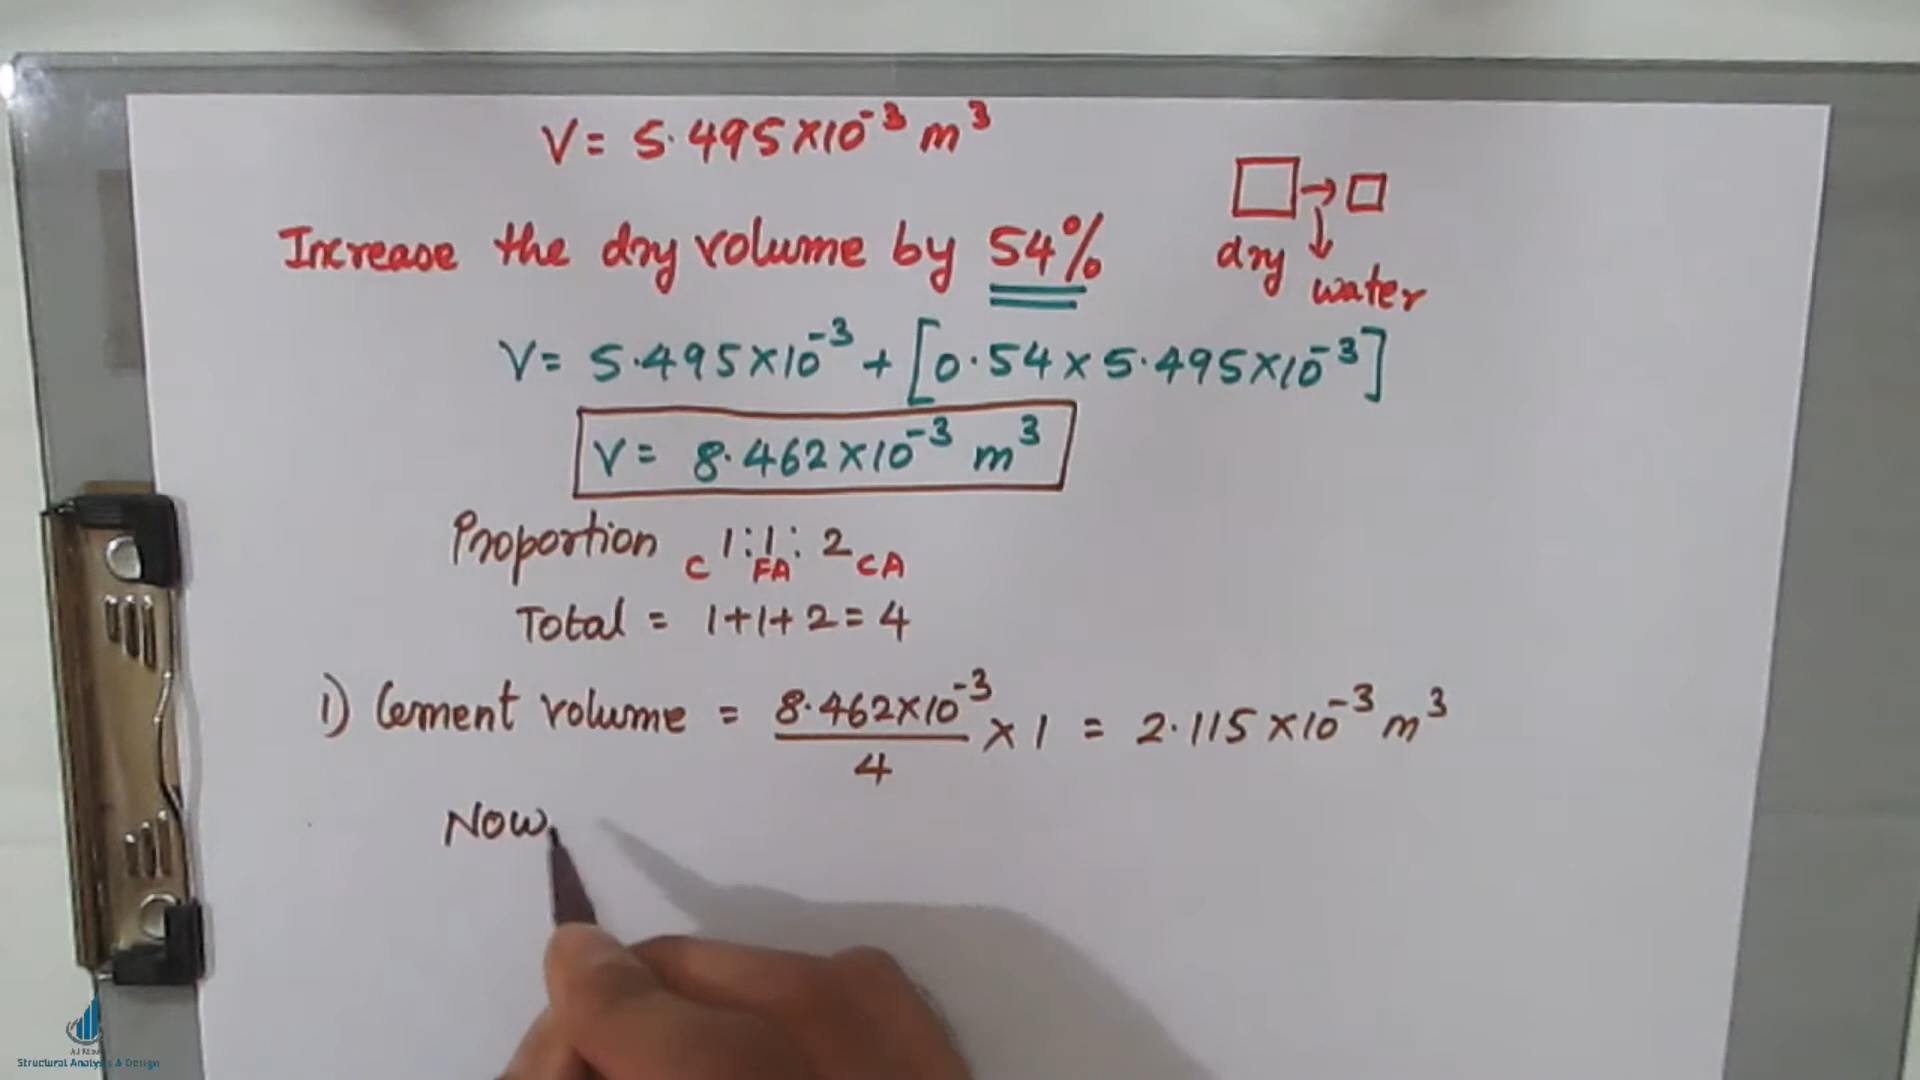 V = 5.495×10⁻³ m³
Increase the dry volume by 54%
dry
water
V = 5.495×10⁻³ + [0.54 × 5.495×10⁻³]
V = 8.462×10⁻³ m³
Proportion 1:1:2
C FA CA
Total = 1+1+2 = 4
1) Cement volume = 8.462×10⁻³/4 × 1 = 2.115 ×10⁻³ m³
Now,
Structural Analysis & Design